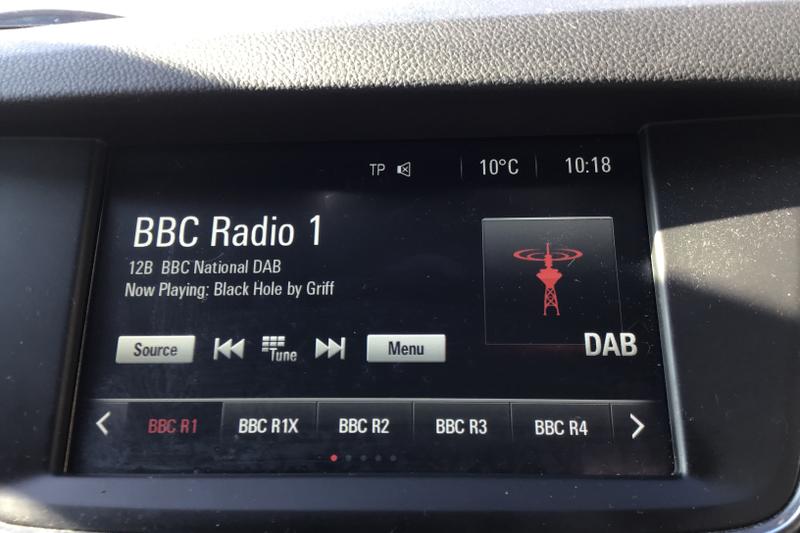 TP 10°C 10:18
BBC Radio 1
12B BBC National DAB
Now Playing: Black Hole by Griff
DAB
Source Tune Menu
BBC R1 BBC R1X BBC R2 BBC R3 BBC R4